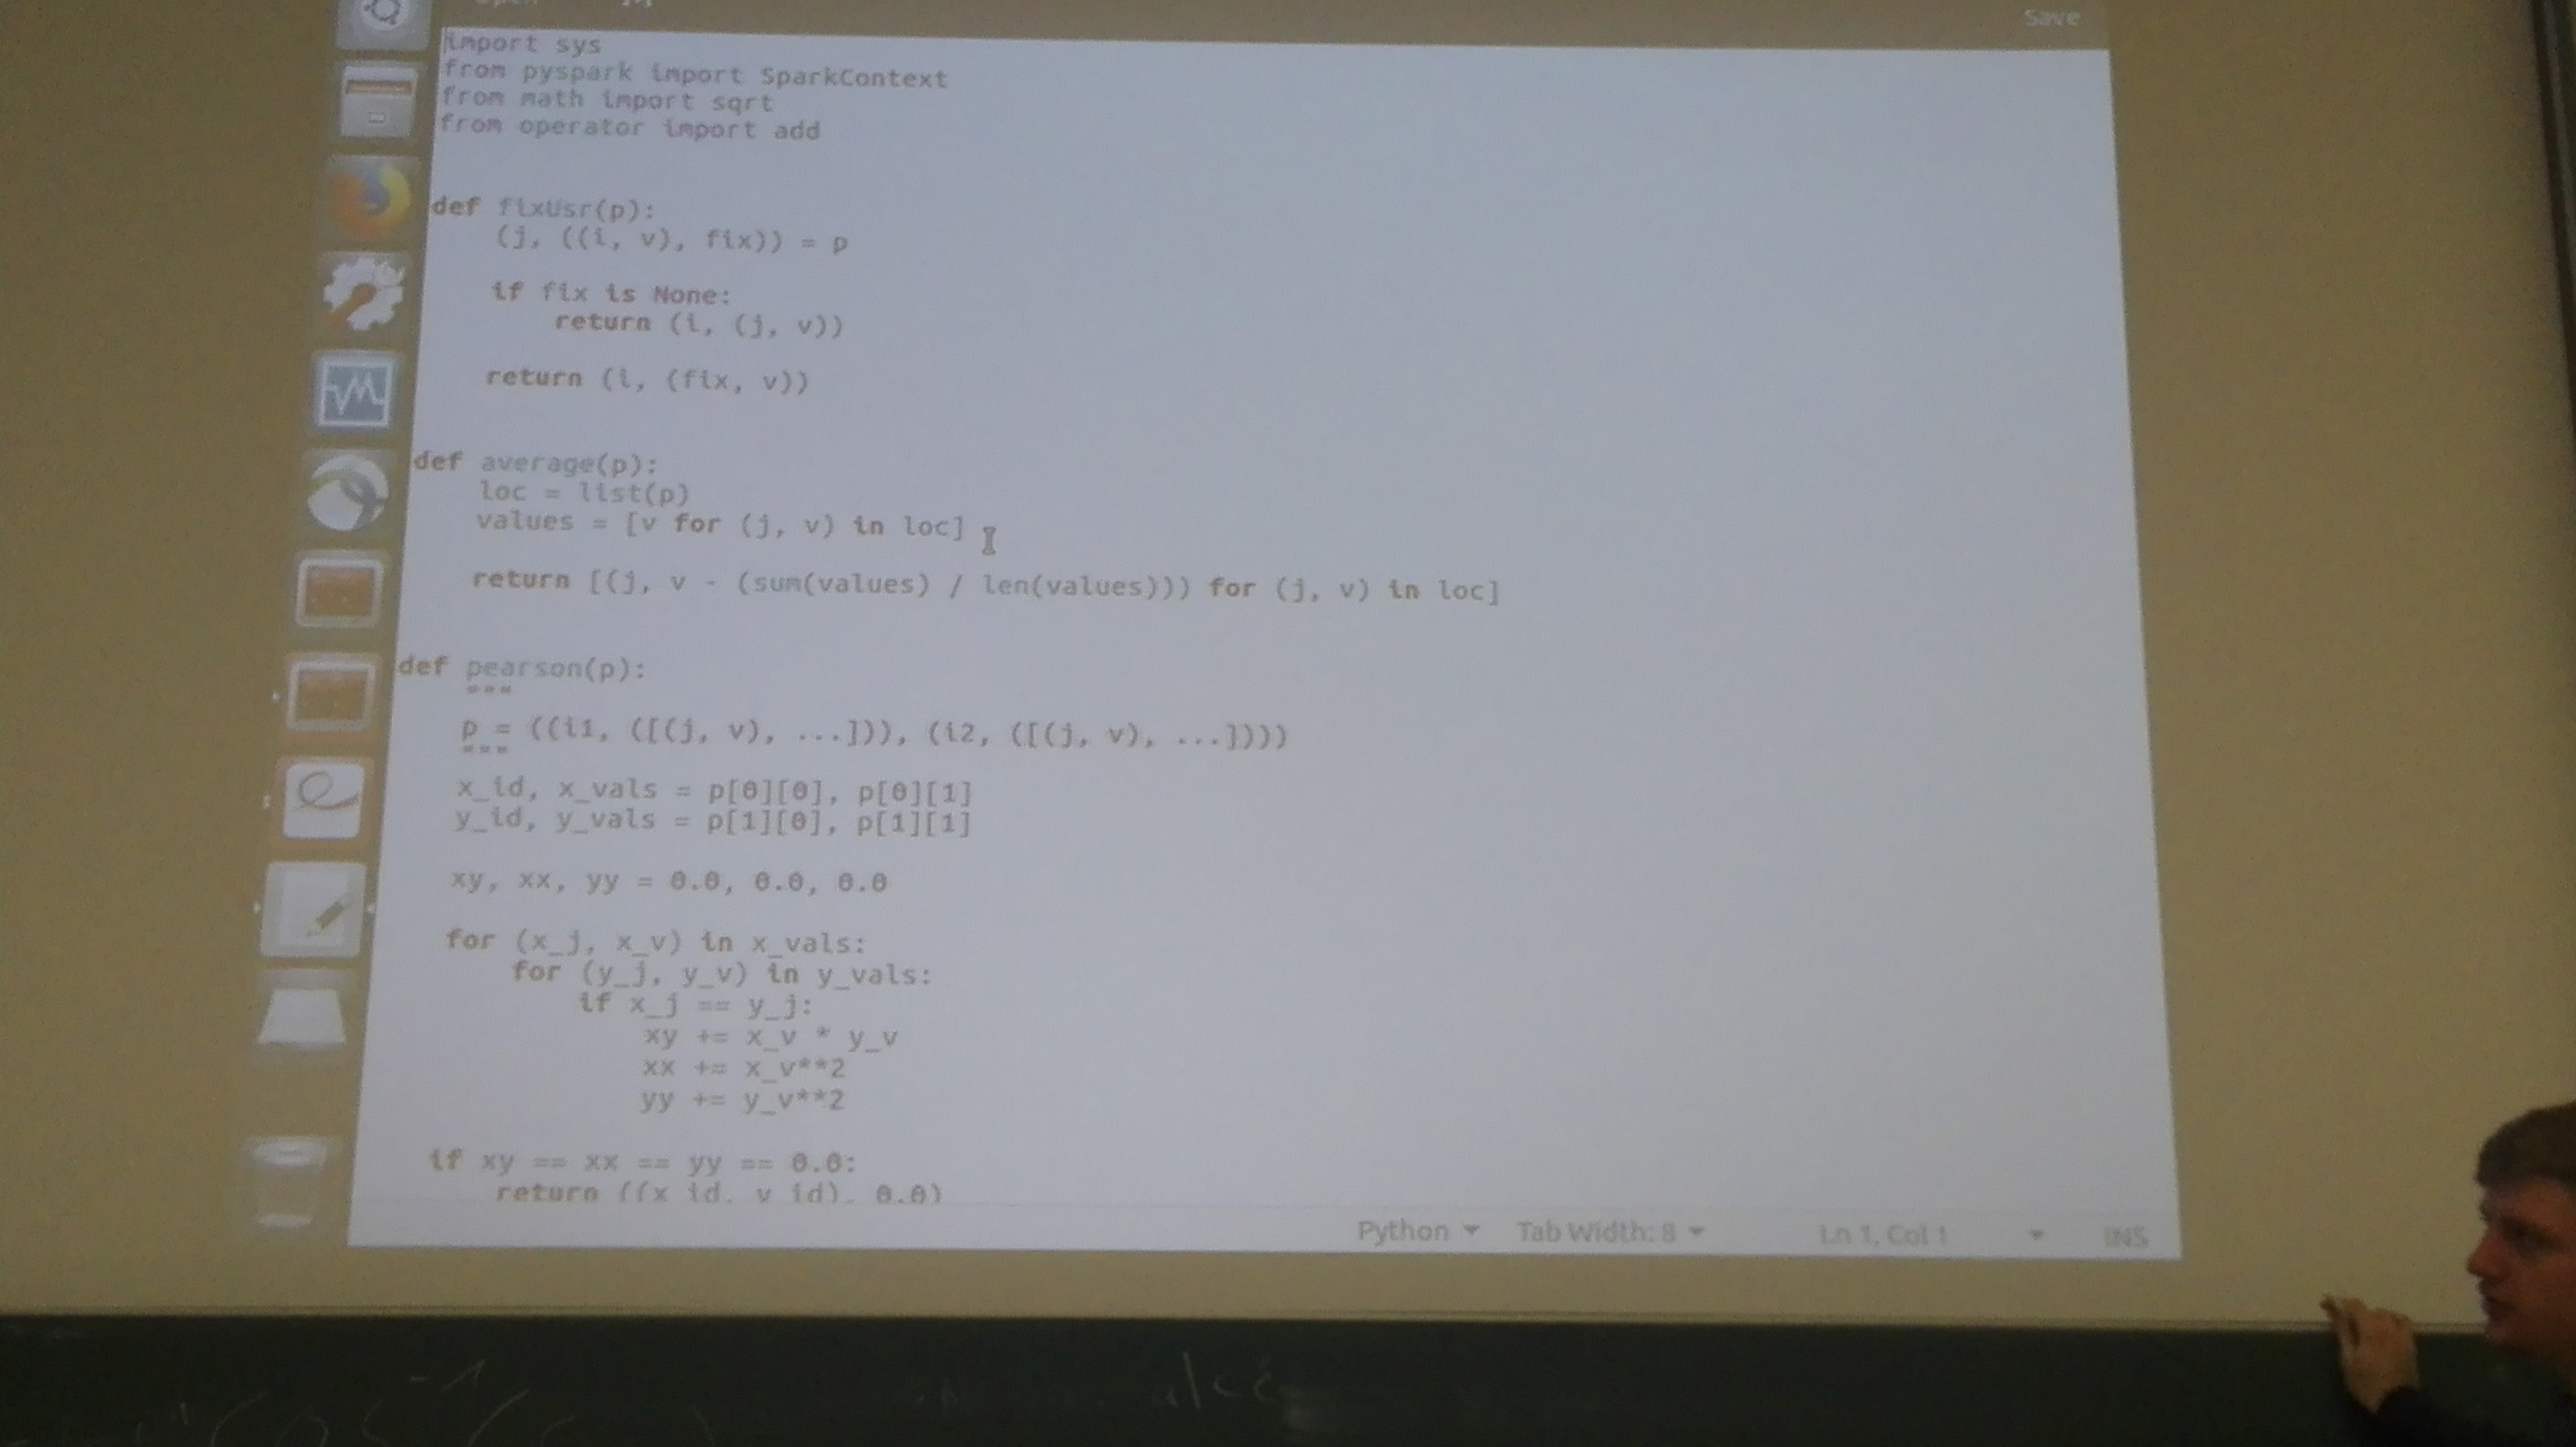 Save
import sys
from pyspark import SparkContext
from math import sqrt
from operator import add
def fixUsr(p):
    (j, ((i, v), fix)) = p
    if fix is None:
        return (i, (j, v))
    return (i, (fix, v))
def average(p):
    loc = list(p)
    values = [v for (j, v) in loc]
    return [(j, v - (sum(values) / len(values))) for (j, v) in loc]
def pearson(p):
    """
    p = ((i1, ([(j, v), ...])), (i2, ([(j, v), ...])))
    """
    x_id, x_vals = p[0][0], p[0][1]
    y_id, y_vals = p[1][0], p[1][1]
    xy, xx, yy = 0.0, 0.0, 0.0
    for (x_j, x_v) in x_vals:
        for (y_j, y_v) in y_vals:
            if x_j == y_j:
                xy += x_v * y_v
                xx += x_v**2
                yy += y_v**2
    if xy == xx == yy == 0.0:
        return ((x_id, y_id), 0.0)
Python Tab Width: 8 Ln 1, Col 1 INS